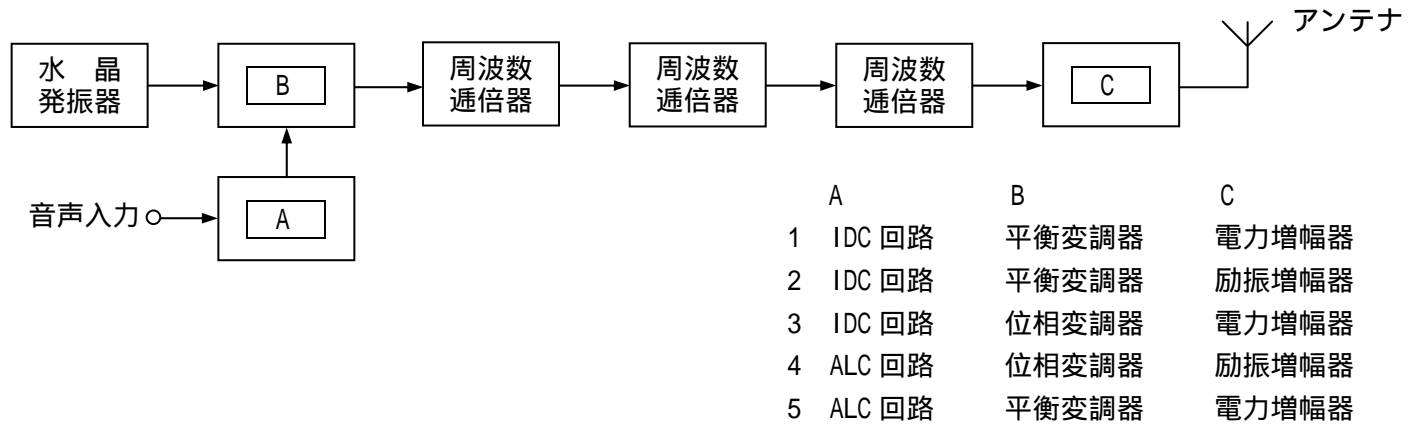 アンテナ
水 晶
発振器
B
周波数
逓倍器
周波数
逓倍器
周波数
逓倍器
C
音声入力
A
A B C
1 IDC 回路 平衡変調器 電力増幅器
2 IDC 回路 平衡変調器 励振増幅器
3 IDC 回路 位相変調器 電力増幅器
4 ALC 回路 位相変調器 励振増幅器
5 ALC 回路 平衡変調器 電力増幅器